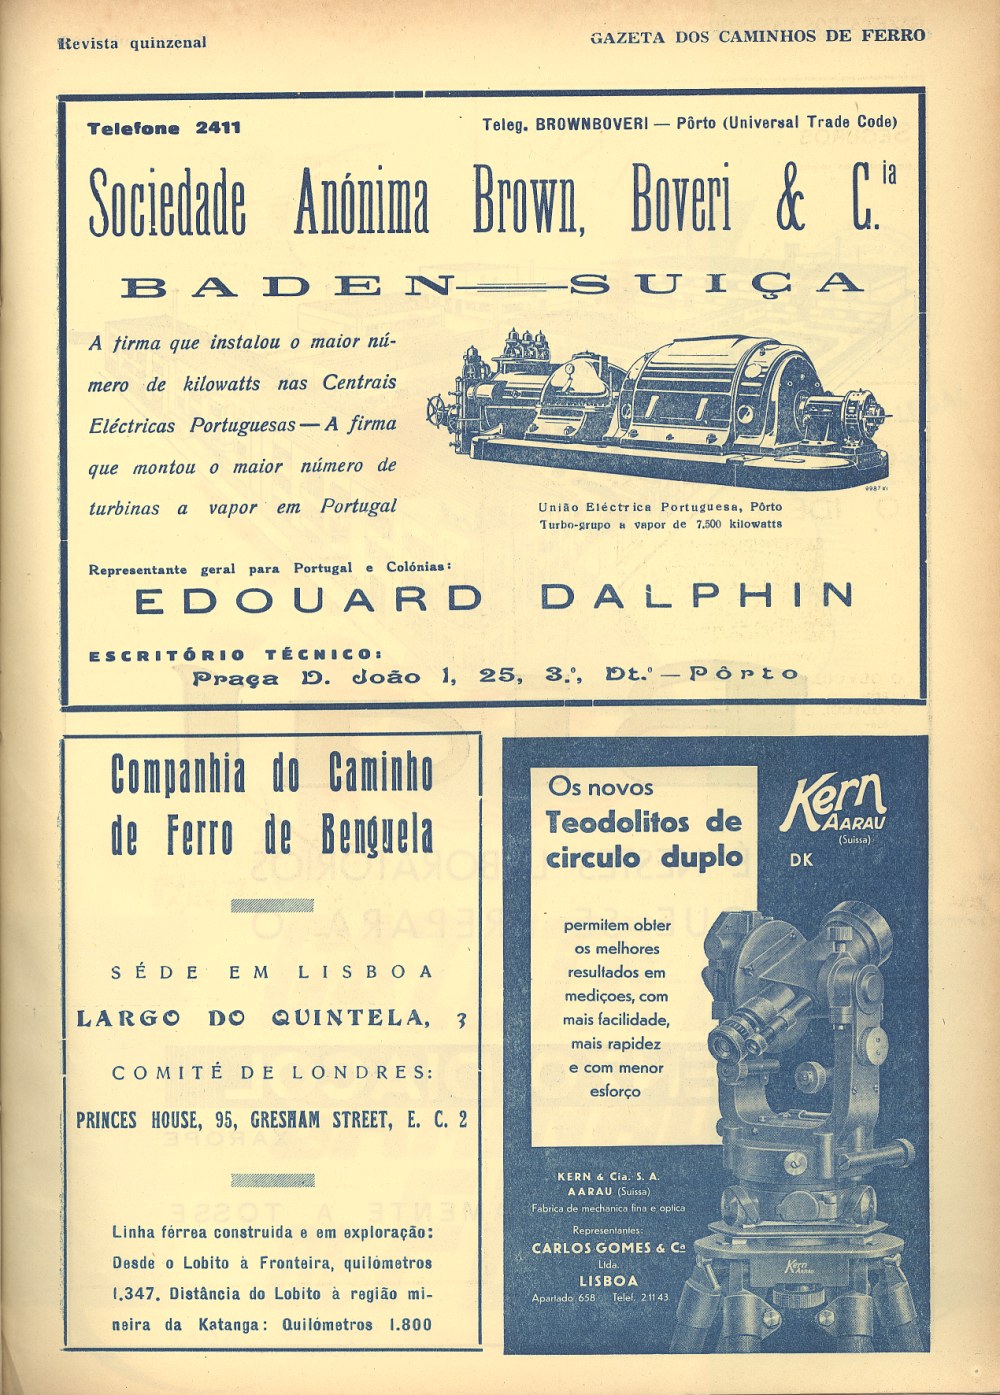 Revista quinzenal
GAZETA DOS CAMINHOS DE FERRO
Telefone 2411
Teleg. BROWNBOVERI — Pôrto (Universal Trade Code)
Sociedade Anónima Brown, Boveri & C.ia
BADEN — SUIÇA
A firma que instalou o maior nú-
mero de kilowatts nas Centrais
Eléctricas Portuguesas — A firma
que montou o maior número de
turbinas a vapor em Portugal
União Eléctrica Portuguesa, Pôrto
Turbo-grupo a vapor de 7.500 kilowatts
Representante geral para Portugal e Colónias:
EDOUARD DALPHIN
ESCRITÓRIO TÉCNICO:
Praça D. João 1, 25, 3.º, Dt.º — Pôrto
Companhia do Caminho
de Ferro de Benguela
SÉDE EM LISBOA
LARGO DO QUINTELA, 3
COMITÉ DE LONDRES:
PRINCES HOUSE, 95, GRESHAM STREET, E. C. 2
Linha férrea construida e em exploração:
Desde o Lobito à Fronteira, quilómetros
1.347. Distância do Lobito à região mi-
neira da Katanga: Quilómetros 1.800
Os novos
Teodolitos de
circulo duplo
Kern
AARAU
(Suissa)
DK
permitem obter
os melhores
resultados em
medições, com
mais facilidade,
mais rapidez
e com menor
esforço
KERN & Cia. S. A.
AARAU (Suissa)
Fábrica de mechanica fina e optica
Representantes:
CARLOS GOMES & Cª
Ltda.
LISBOA
Apartado 658 Telef. 21143
Kern
AARAU